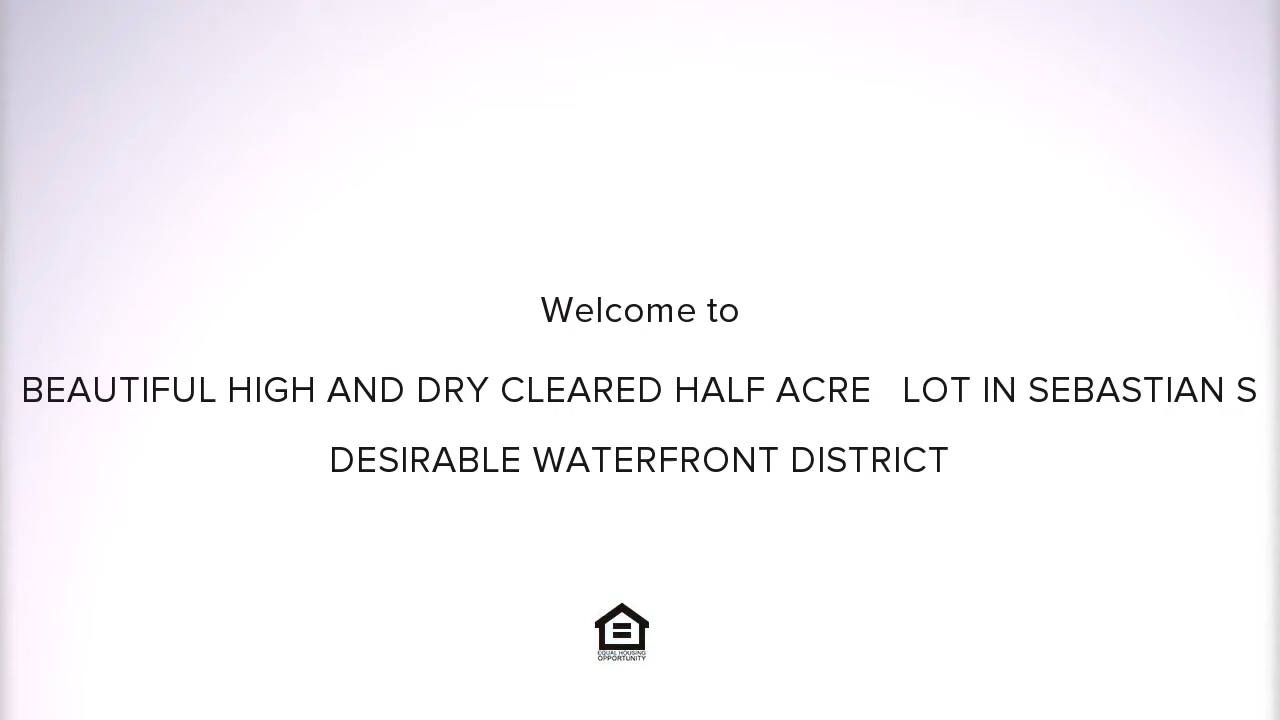 Welcome to
BEAUTIFUL HIGH AND DRY CLEARED HALF ACRE   LOT IN SEBASTIAN S
DESIRABLE WATERFRONT DISTRICT
EQUAL HOUSING
OPPORTUNITY